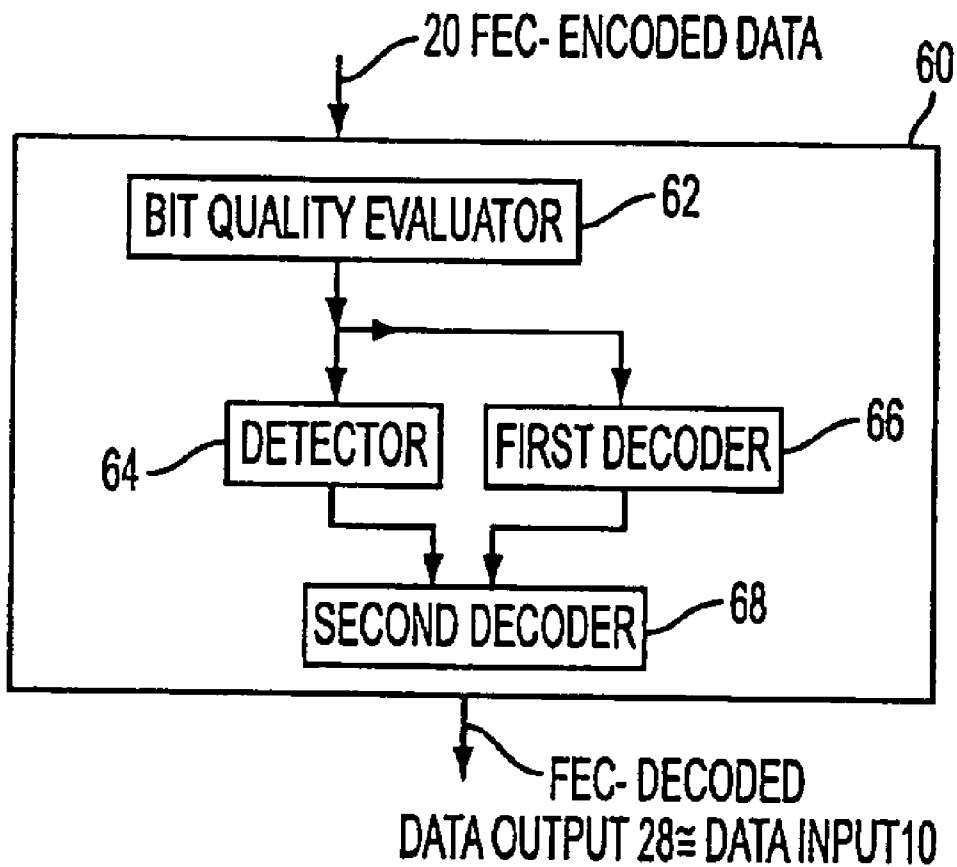 20 FEC- ENCODED DATA
60
BIT QUALITY EVALUATOR
62
DETECTOR
64
FIRST DECODER
66
SECOND DECODER
68
FEC- DECODED
DATA OUTPUT 28≅ DATA INPUT10